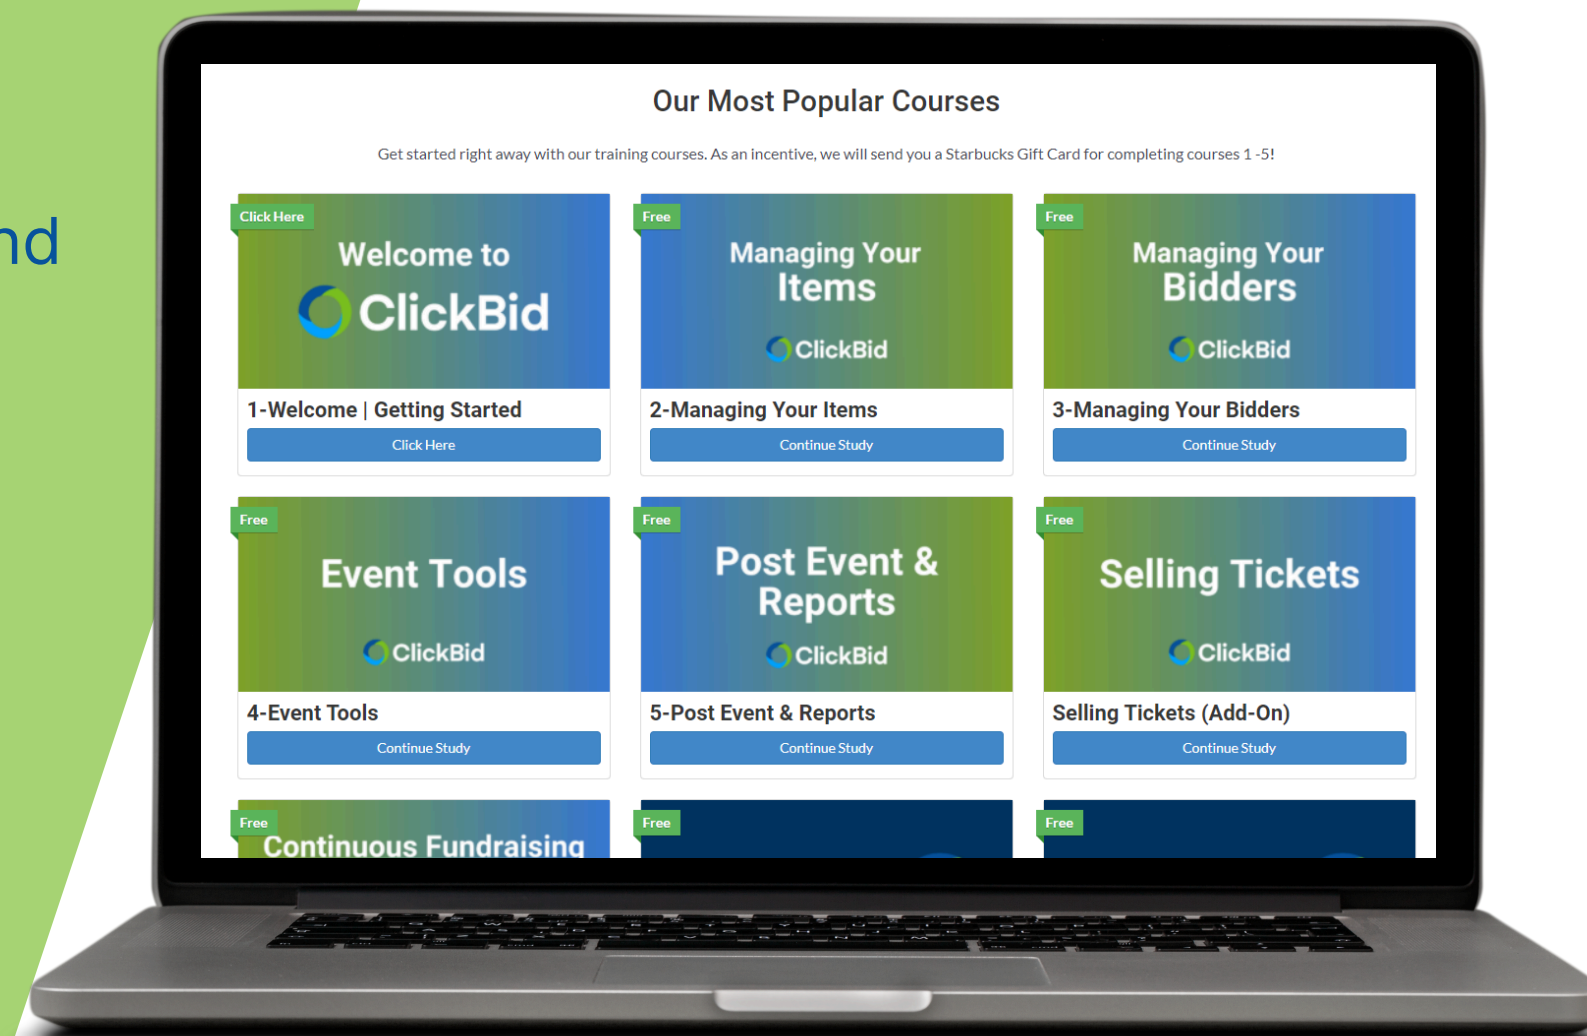 nd
Our Most Popular Courses
Get started right away with our training courses. As an incentive, we will send you a Starbucks Gift Card for completing courses 1 -5!
Click Here
Welcome to
ClickBid
1-Welcome | Getting Started
Click Here
Free
Managing Your
Items
ClickBid
2-Managing Your Items
Continue Study
Free
Managing Your
Bidders
ClickBid
3-Managing Your Bidders
Continue Study
Free
Event Tools
ClickBid
4-Event Tools
Continue Study
Free
Post Event &
Reports
ClickBid
5-Post Event & Reports
Continue Study
Free
Selling Tickets
ClickBid
Selling Tickets (Add-On)
Continue Study
Free
Continuous Fundraising
Free
Free